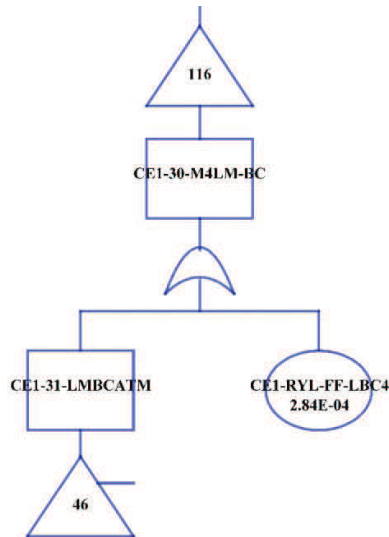 116
CE1-30-M4LM-BC
CE1-31-LMBCATM
CE1-RYL-FF-LBC4
2.84E-04
46